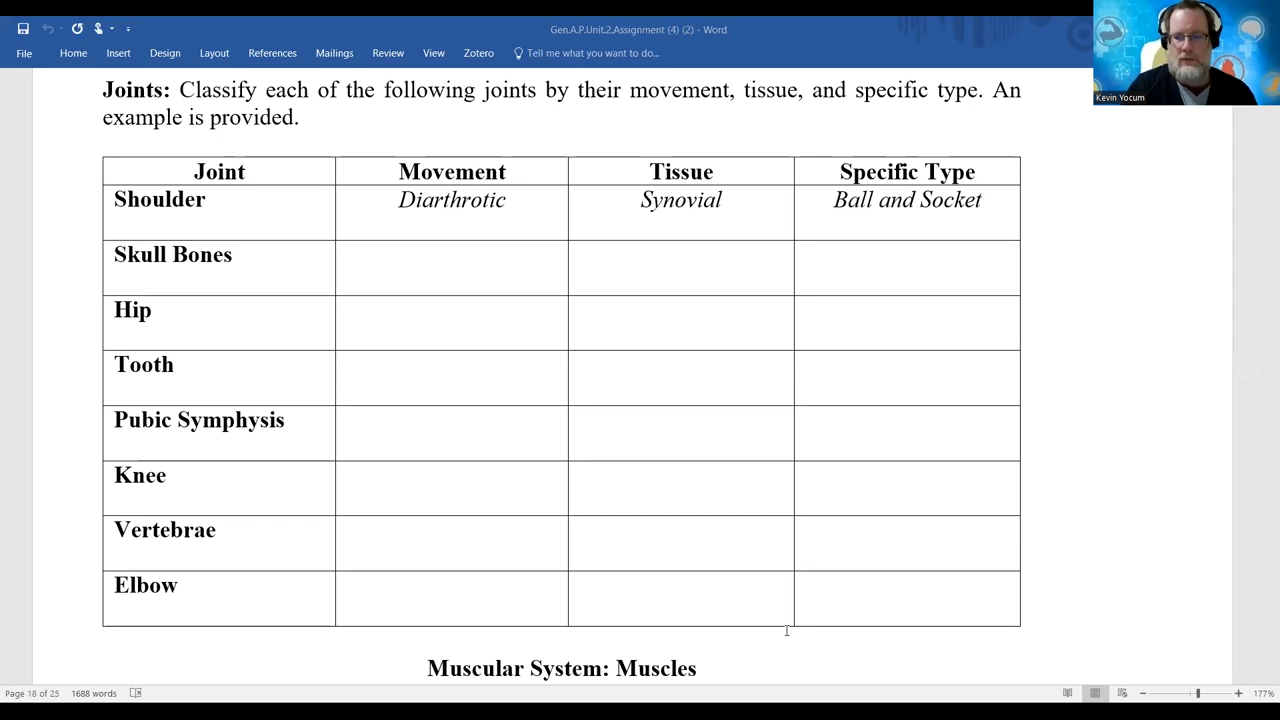 Gen.A.P.Unit.2.Assignment (4) (2) - Word
File Home Insert Design Layout References Mailings Review View Zotero Tell me what you want to do...
Kevin Yocum
Joints: Classify each of the following joints by their movement, tissue, and specific type. An
example is provided.
Joint Movement Tissue Specific Type
Shoulder Diarthrotic Synovial Ball and Socket
Skull Bones
Hip
Tooth
Pubic Symphysis
Knee
Vertebrae
Elbow
Muscular System: Muscles
Page 18 of 25 1688 words 177%